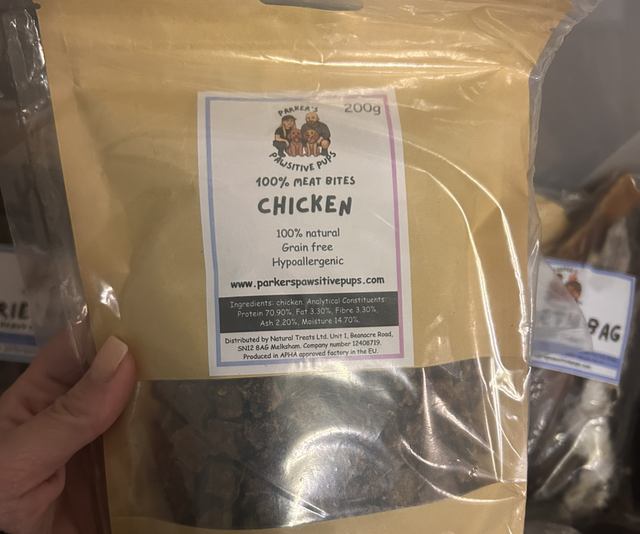 PARKER'S
PAWSITIVE PUPS
200g
100% MEAT BITES
CHICKEN
100% natural
Grain free
Hypoallergenic
www.parkerspawsitivepups.com
Ingredients: chicken. Analytical Constituents:
Protein 70.90%, Fat 3.30%, Fibre 3.30%,
Ash 2.20%, Moisture 14.70%.
Distributed by Natural Treats Ltd. Unit 1, Beanacre Road,
SN12 8AG Melksham. Company number 12408719.
Produced in APHA approved factory in the EU.
RIE
9AG